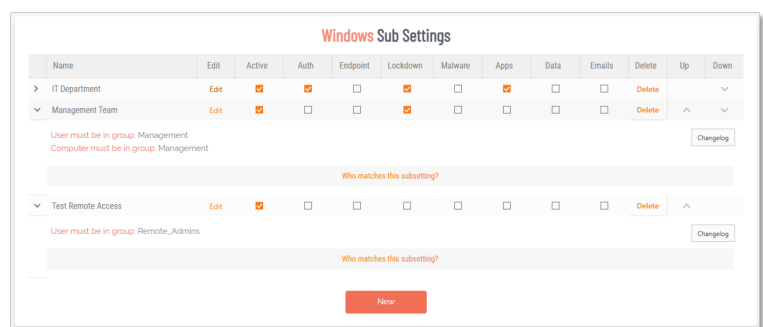 Windows Sub Settings
Name Edit Active Auth Endpoint Lockdown Malware Apps Data Emails Delete Up Down
IT Department Edit Delete
Management Team Edit Delete
User must be in group: Management
Changelog
Computer must be in group: Management
Who matches this subsetting?
Test Remote Access Edit Delete
User must be in group: Remote_Admins
Changelog
Who matches this subsetting?
New